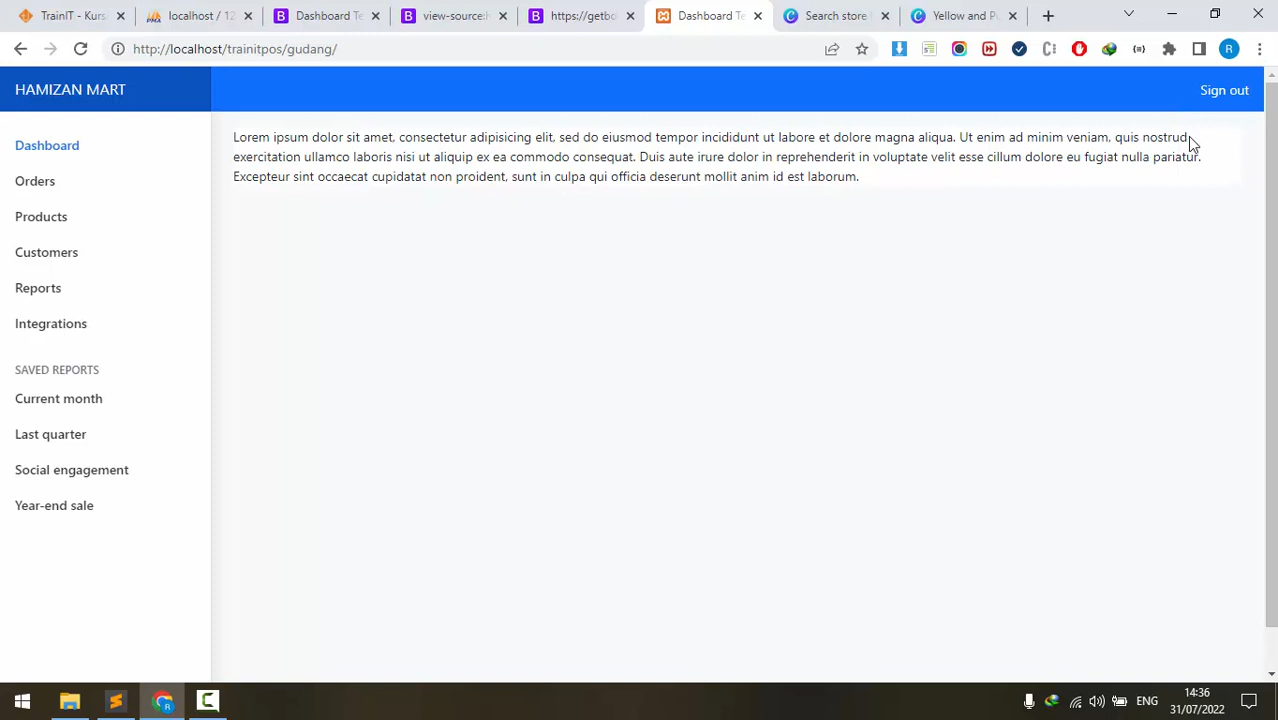 TrainIT - Kurs
localhost / 12
Dashboard Te
view-source:h
https://getbo
Dashboard Te
Search store
Yellow and Pu
http://localhost/trainitpos/gudang/
HAMIZAN MART
Sign out
Dashboard
Orders
Products
Customers
Reports
Integrations
SAVED REPORTS
Current month
Last quarter
Social engagement
Year-end sale
Lorem ipsum dolor sit amet, consectetur adipisicing elit, sed do eiusmod tempor incididunt ut labore et dolore magna aliqua. Ut enim ad minim veniam, quis nostrud
exercitation ullamco laboris nisi ut aliquip ex ea commodo consequat. Duis aute irure dolor in reprehenderit in voluptate velit esse cillum dolore eu fugiat nulla pariatur.
Excepteur sint occaecat cupidatat non proident, sunt in culpa qui officia deserunt mollit anim id est laborum.
ENG
14:36
31/07/2022